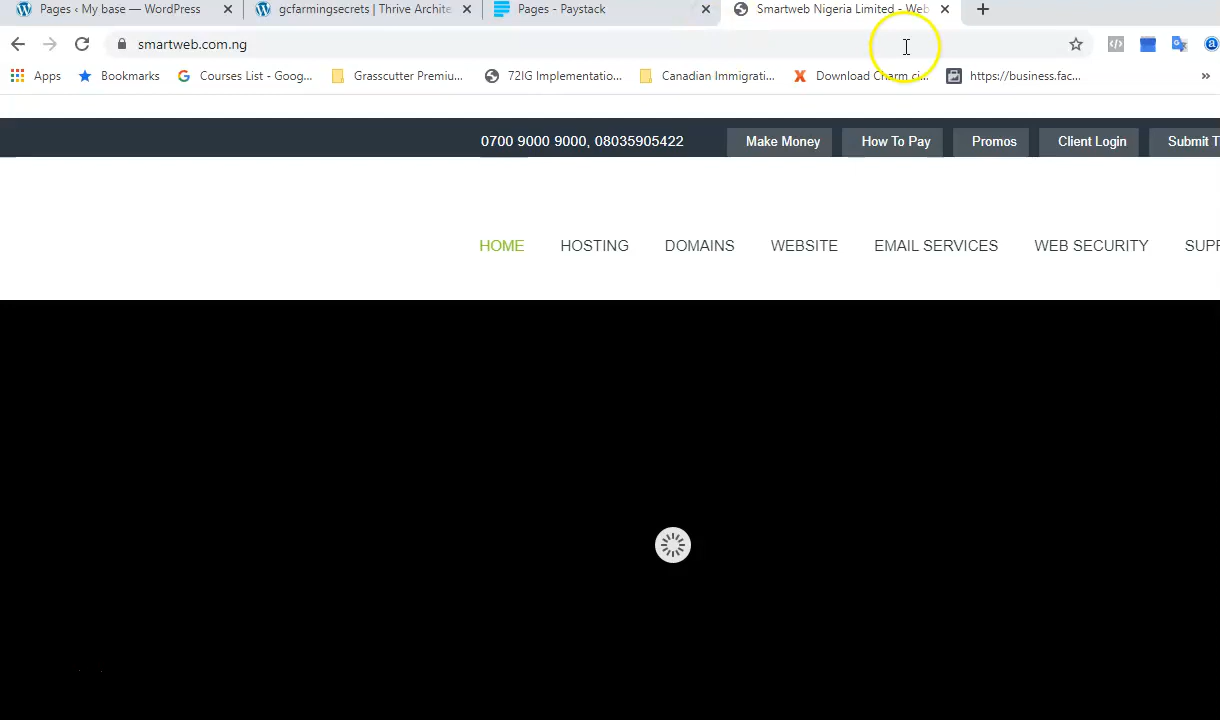 Pages ‹ My base — WordPress gcfarmingsecrets | Thrive Archite Pages - Paystack Smartweb Nigeria Limited - Web
smartweb.com.ng
Apps Bookmarks Courses List - Goog... Grasscutter Premiu... 72IG Implementatio... Canadian Immigrati... Download Charm ci... https://business.fac...
0700 9000 9000, 08035905422 Make Money How To Pay Promos Client Login Submit T
HOME HOSTING DOMAINS WEBSITE EMAIL SERVICES WEB SECURITY SUPP